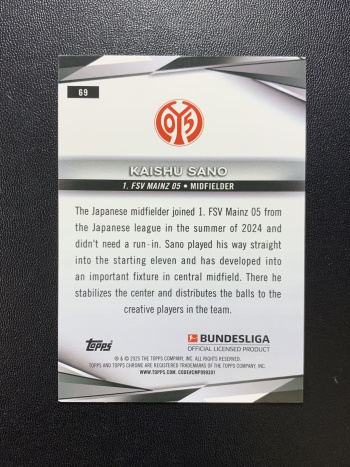 69
05
KAISHU SANO
1. FSV MAINZ 05 • MIDFIELDER
The Japanese midfielder joined 1. FSV Mainz 05 from
the Japanese league in the summer of 2024 and
didn't need a run-in. Sano played his way straight
into the starting eleven and has developed into
an important fixture in central midfield. There he
stabilizes the center and distributes the balls to the
creative players in the team.
topps
BUNDESLIGA
OFFICIAL LICENSED PRODUCT
® & © 2025 THE TOPPS COMPANY, INC. ALL RIGHTS RESERVED.
TOPPS AND TOPPS CHROME ARE REGISTERED TRADEMARKS OF THE TOPPS COMPANY, INC.
WWW.TOPPS.COM CODE#CMP099301